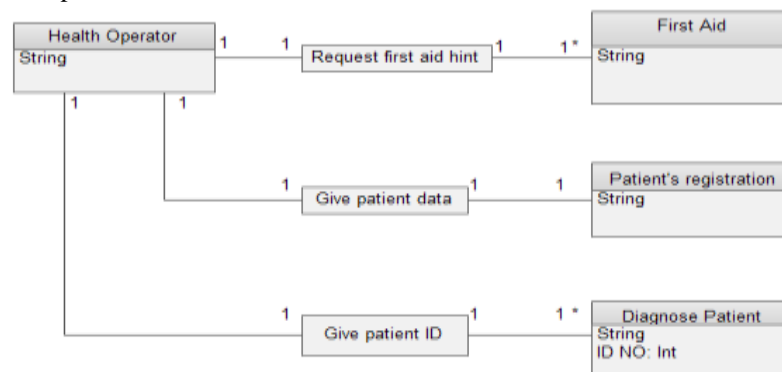 Health Operator
String
1
1
Request first aid hint
1
1 *
First Aid
String
1
1
1
Give patient data
1
1
Patient's registration
String
1
Give patient ID
1
1 *
Diagnose Patient
String
ID NO: Int